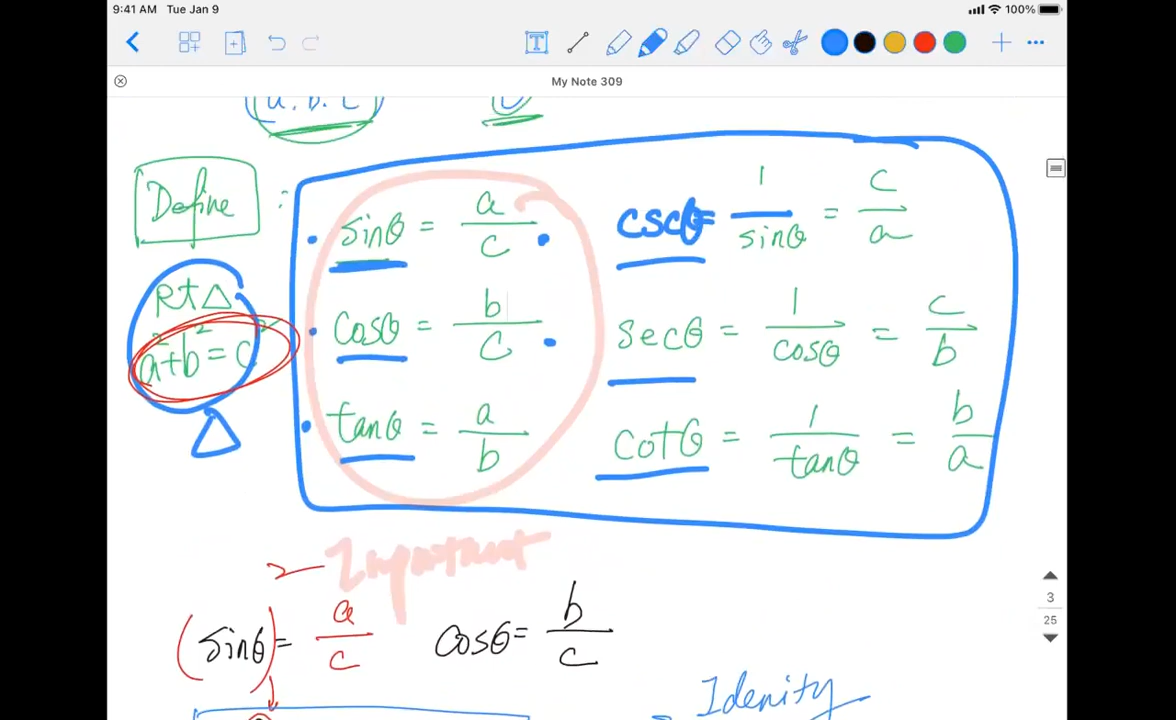 9:41 AM Tue Jan 9 100%
My Note 309
(a, b, c)
Define :
sinθ = a/c
cscθ = 1/sinθ = c/a
Rt △
a² + b² = c²
cosθ = b/c
secθ = 1/cosθ = c/b
tanθ = a/b
cotθ = 1/tanθ = b/a
Important
(sinθ) = a/c cosθ = b/c
3
25
Idenity